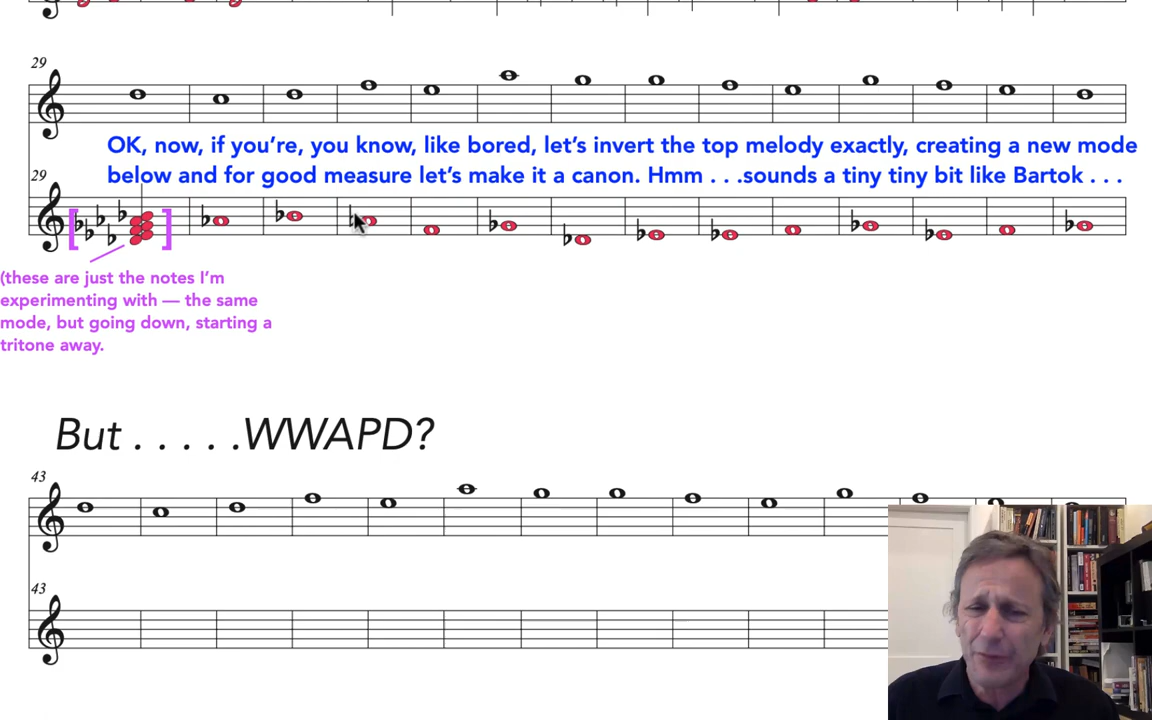 29
OK, now, if you’re, you know, like bored, let’s invert the top melody exactly, creating a new mode
29
below and for good measure let’s make it a canon. Hmm . . .sounds a tiny tiny bit like Bartok . . .
[ ]
(these are just the notes I’m
experimenting with — the same
mode, but going down, starting a
tritone away.
But . . . . .WWAPD?
43
43